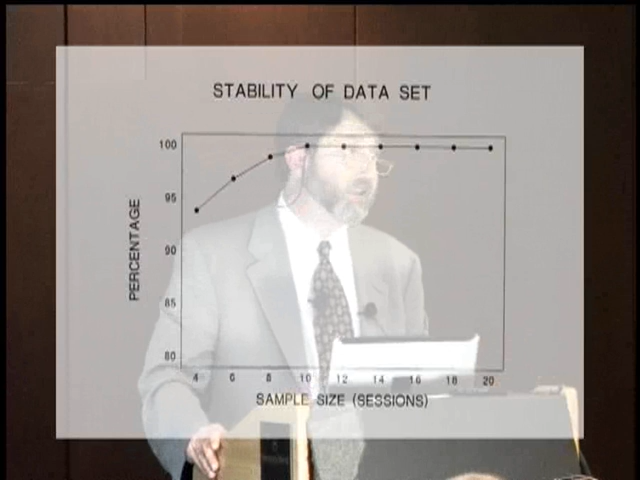 STABILITY OF DATA SET
100
95
90
85
80
PERCENTAGE
4 6 8 10 12 14 16 18 20
SAMPLE SIZE (SESSIONS)